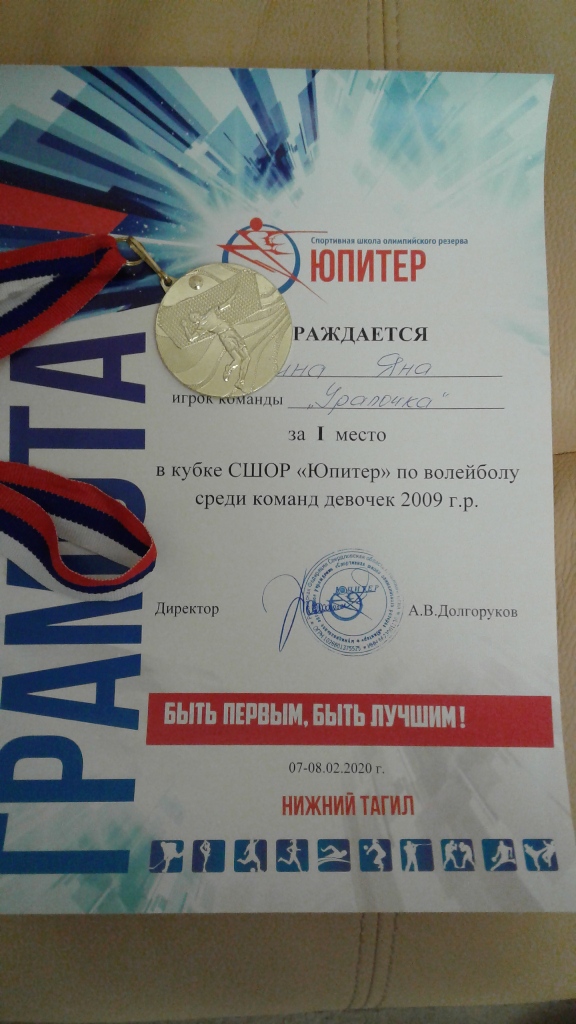 ГРАМОТА
Спортивная школа олимпийского резерва
ЮПИТЕР
РАЖДАЕТСЯ
ина Яна
игрок команды „Уралочка“
за I место
в кубке СШОР «Юпитер» по волейболу
среди команд девочек 2009 г.р.
Директор
А.В.Долгоруков
БЫТЬ ПЕРВЫМ, БЫТЬ ЛУЧШИМ!
07-08.02.2020 г.
НИЖНИЙ ТАГИЛ